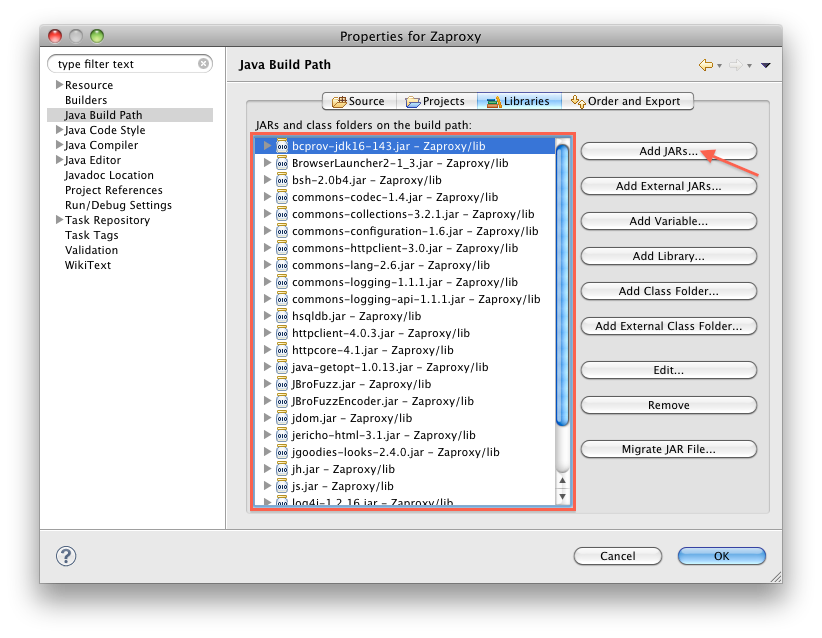 Properties for Zaproxy
type filter text
Resource
Builders
Java Build Path
Java Code Style
Java Compiler
Java Editor
Javadoc Location
Project References
Run/Debug Settings
Task Repository
Task Tags
Validation
WikiText
Java Build Path
Source Projects Libraries Order and Export
JARs and class folders on the build path:
bcprov-jdk16-143.jar - Zaproxy/lib
BrowserLauncher2-1_3.jar - Zaproxy/lib
bsh-2.0b4.jar - Zaproxy/lib
commons-codec-1.4.jar - Zaproxy/lib
commons-collections-3.2.1.jar - Zaproxy/lib
commons-configuration-1.6.jar - Zaproxy/lib
commons-httpclient-3.0.jar - Zaproxy/lib
commons-lang-2.6.jar - Zaproxy/lib
commons-logging-1.1.1.jar - Zaproxy/lib
commons-logging-api-1.1.1.jar - Zaproxy/lib
hsqldb.jar - Zaproxy/lib
httpclient-4.0.3.jar - Zaproxy/lib
httpcore-4.1.jar - Zaproxy/lib
java-getopt-1.0.13.jar - Zaproxy/lib
JBroFuzz.jar - Zaproxy/lib
JBroFuzzEncoder.jar - Zaproxy/lib
jdom.jar - Zaproxy/lib
jericho-html-3.1.jar - Zaproxy/lib
jgoodies-looks-2.4.0.jar - Zaproxy/lib
jh.jar - Zaproxy/lib
js.jar - Zaproxy/lib
log4j-1.2.16.jar - Zaproxy/lib
Add JARs...
Add External JARs...
Add Variable...
Add Library...
Add Class Folder...
Add External Class Folder...
Edit...
Remove
Migrate JAR File...
?
Cancel
OK